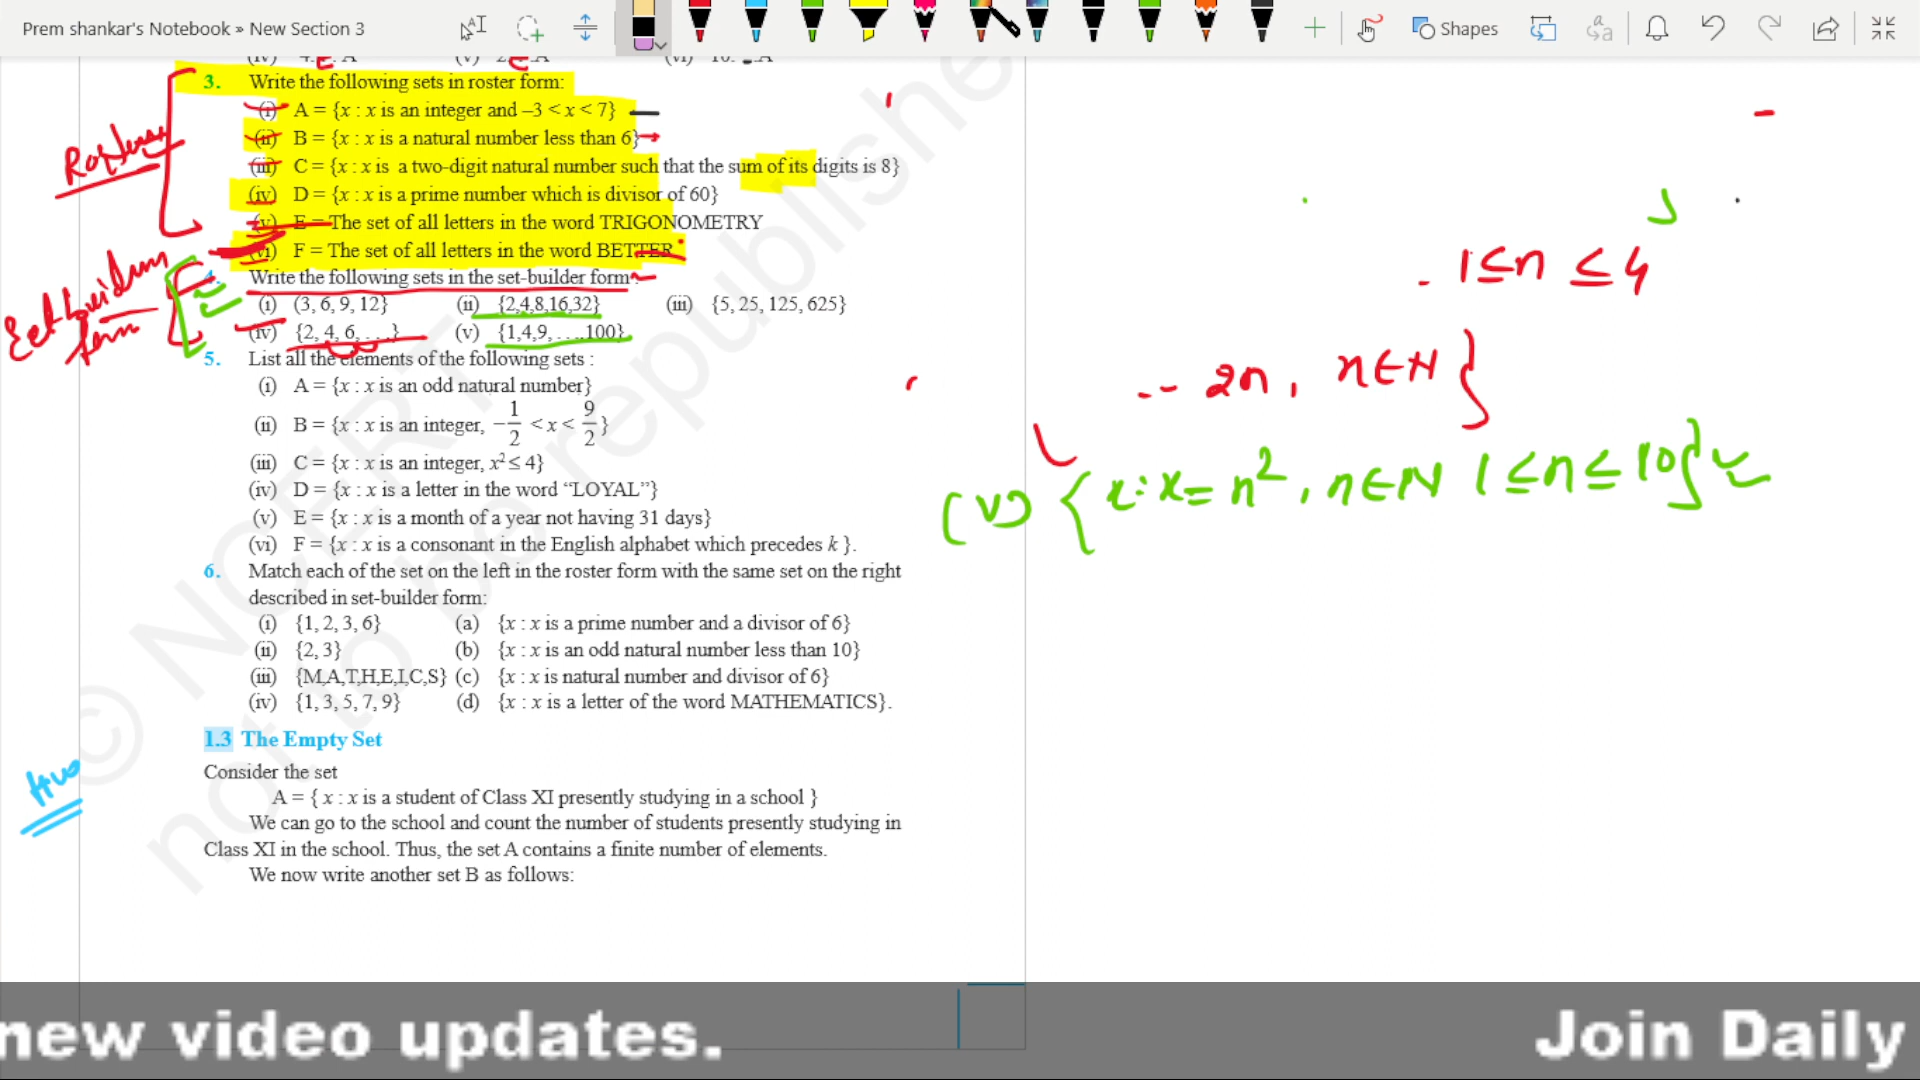 Prem shankar's Notebook » New Section 3
Shapes
3. Write the following sets in roster form:
(i) A = {x : x is an integer and –3 < x < 7}
(ii) B = {x : x is a natural number less than 6}
(iii) C = {x : x is a two-digit natural number such that the sum of its digits is 8}
(iv) D = {x : x is a prime number which is divisor of 60}
(v) E = The set of all letters in the word TRIGONOMETRY
(vi) F = The set of all letters in the word BETTER
4. Write the following sets in the set-builder form :
(i) (3, 6, 9, 12} (ii) {2,4,8,16,32} (iii) {5, 25, 125, 625}
(iv) {2, 4, 6, . . .} (v) {1,4,9, . . .,100}
5. List all the elements of the following sets :
(i) A = {x : x is an odd natural number}
(ii) B = {x : x is an integer, –1/2 < x < 9/2}
(iii) C = {x : x is an integer, x² ≤ 4}
(iv) D = {x : x is a letter in the word “LOYAL”}
(v) E = {x : x is a month of a year not having 31 days}
(vi) F = {x : x is a consonant in the English alphabet which precedes k }.
6. Match each of the set on the left in the roster form with the same set on the right
described in set-builder form:
(i) {1, 2, 3, 6} (a) {x : x is a prime number and a divisor of 6}
(ii) {2, 3} (b) {x : x is an odd natural number less than 10}
(iii) {M,A,T,H,E,I,C,S} (c) {x : x is natural number and divisor of 6}
(iv) {1, 3, 5, 7, 9} (d) {x : x is a letter of the word MATHEMATICS}.
1.3 The Empty Set
Consider the set
A = { x : x is a student of Class XI presently studying in a school }
We can go to the school and count the number of students presently studying in
Class XI in the school. Thus, the set A contains a finite number of elements.
We now write another set B as follows:
© NCERT
not to be republished
form
1 ≤ n ≤ 4
-- 2n, n∈N }
(v) { x : x = n², n∈N 1 ≤ n ≤ 10}
new video updates. Join Daily